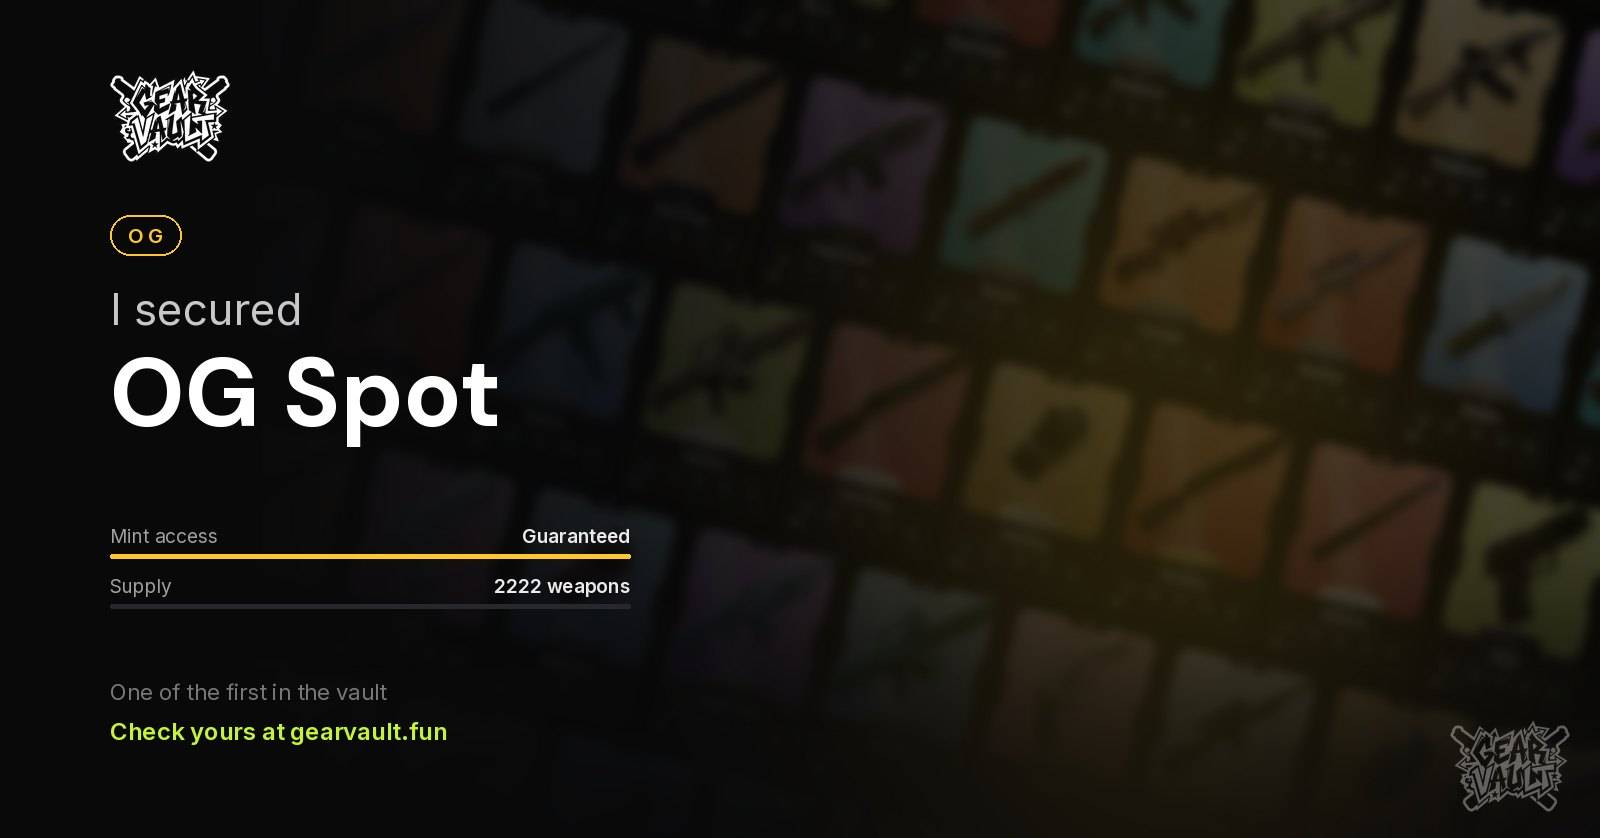 GEAR
VAULT
OG
I secured
OG Spot
Mint access Guaranteed
Supply 2222 weapons
One of the first in the vault
Check yours at gearvault.fun
GEAR
VAULT